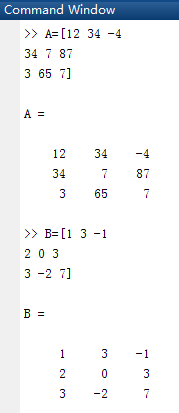 Command Window
>> A=[12 34 -4
34 7 87
3 65 7]
A =
12 34 -4
34 7 87
3 65 7
>> B=[1 3 -1
2 0 3
3 -2 7]
B =
1 3 -1
2 0 3
3 -2 7